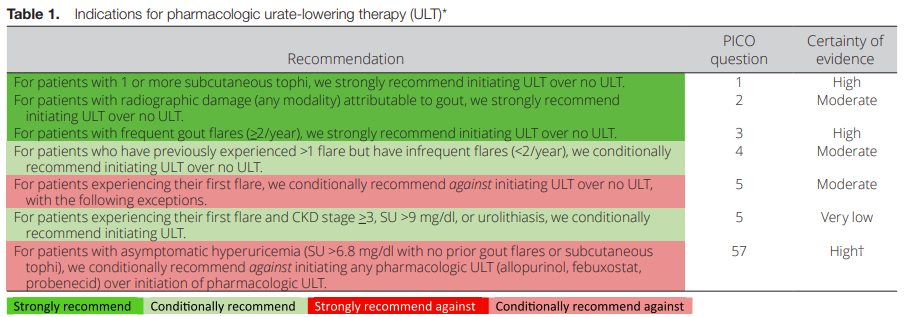 Table 1. Indications for pharmacologic urate-lowering therapy (ULT)*
Recommendation PICO question Certainty of evidence
For patients with 1 or more subcutaneous tophi, we strongly recommend initiating ULT over no ULT. 1 High
For patients with radiographic damage (any modality) attributable to gout, we strongly recommend 2 Moderate
initiating ULT over no ULT.
For patients with frequent gout flares (≥2/year), we strongly recommend initiating ULT over no ULT. 3 High
For patients who have previously experienced >1 flare but have infrequent flares (<2/year), we conditionally 4 Moderate
recommend initiating ULT over no ULT.
For patients experiencing their first flare, we conditionally recommend against initiating ULT over no ULT, 5 Moderate
with the following exceptions.
For patients experiencing their first flare and CKD stage ≥3, SU >9 mg/dl, or urolithiasis, we conditionally 5 Very low
recommend initiating ULT.
For patients with asymptomatic hyperuricemia (SU >6.8 mg/dl with no prior gout flares or subcutaneous 57 High†
tophi), we conditionally recommend against initiating any pharmacologic ULT (allopurinol, febuxostat,
probenecid) over initiation of pharmacologic ULT.
Strongly recommend Conditionally recommend Strongly recommend against Conditionally recommend against